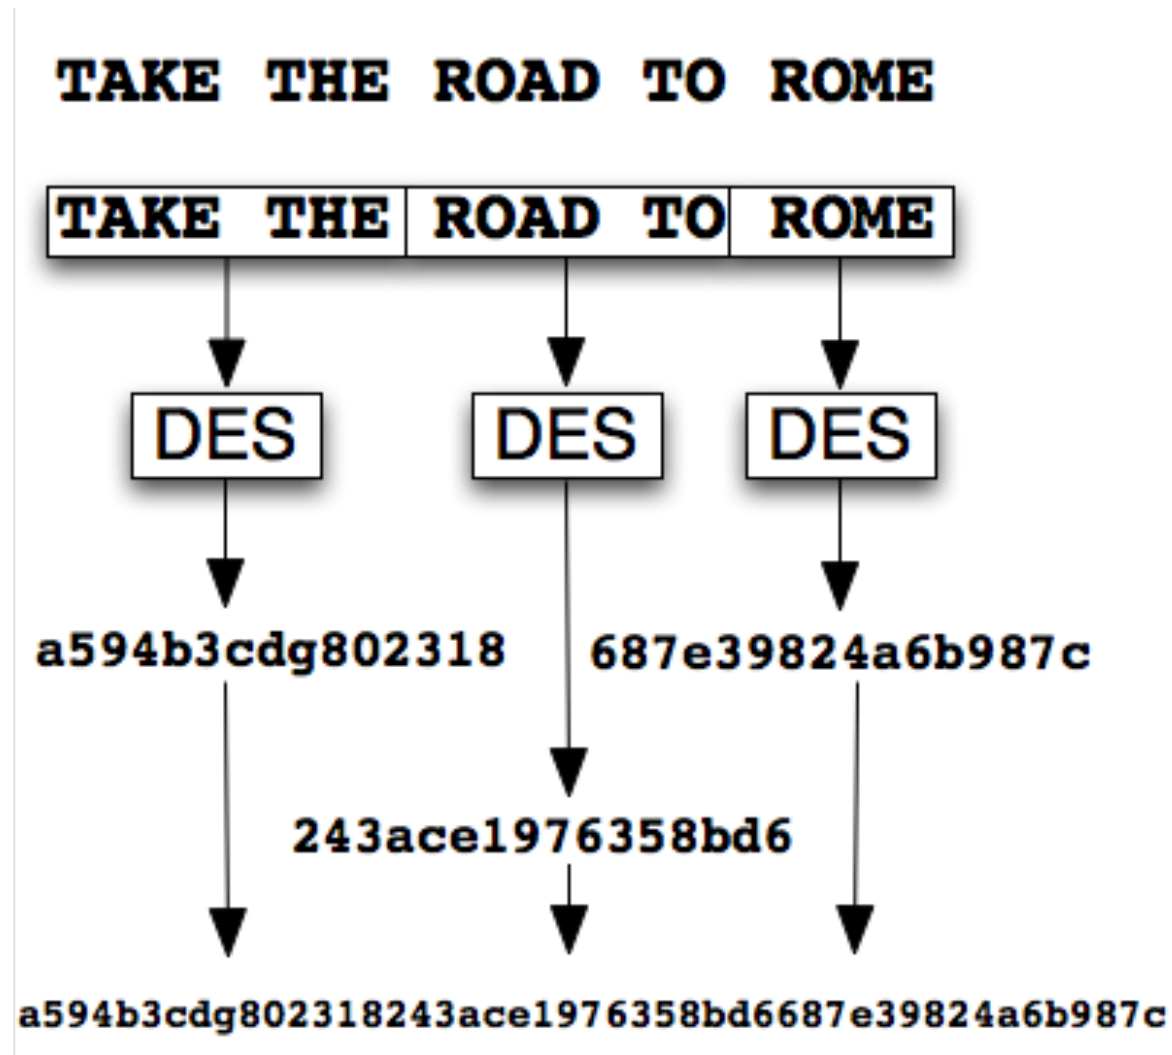 TAKE THE ROAD TO ROME
TAKE THE ROAD TO ROME
DES DES DES
a594b3cdg802318 687e39824a6b987c
243ace1976358bd6
a594b3cdg802318243ace1976358bd6687e39824a6b987c